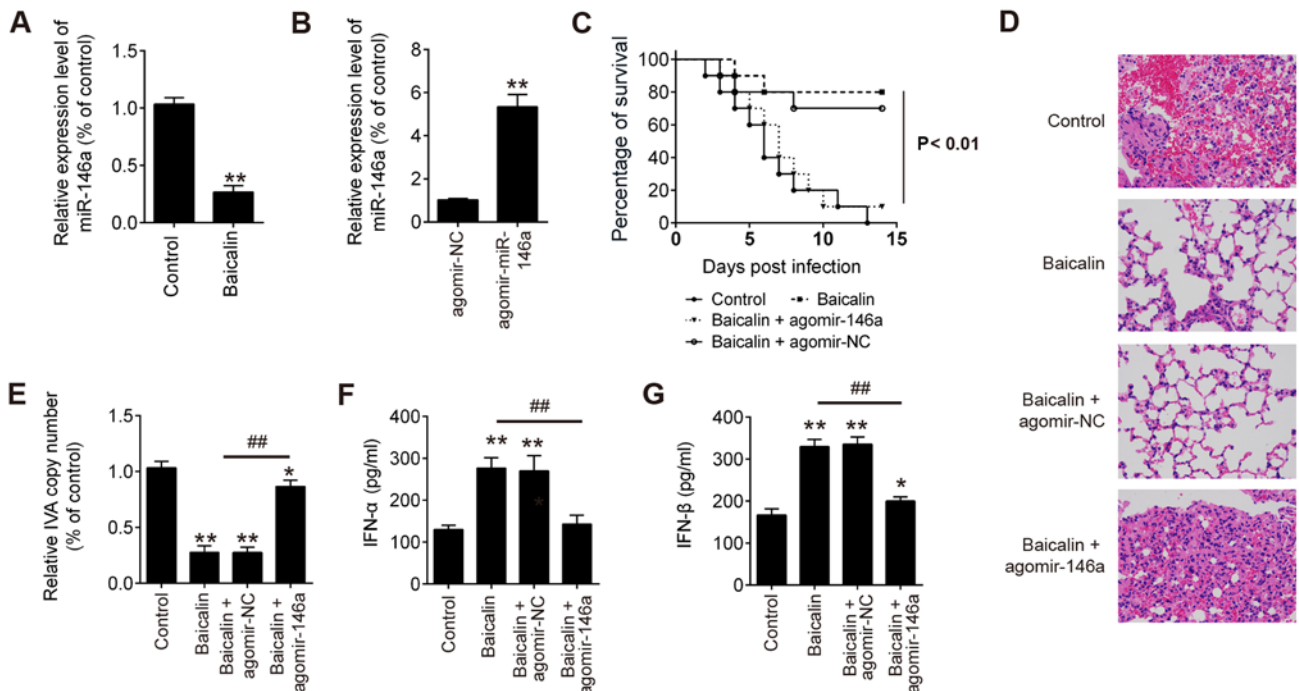 A
Relative expression level of
miR-146a (% of control)
1.5
1.0
0.5
0.0
**
Control
Baicalin
B
Relative expression level of
miR-146a (% of control)
8
6
4
2
0
**
agomir-NC
agomir-miR-
146a
C
Percentage of survival
100
80
60
40
20
0
0 5 10 15
Days post infection
P< 0.01
Control
Baicalin
Baicalin + agomir-146a
Baicalin + agomir-NC
D
Control
Baicalin
Baicalin +
agomir-NC
Baicalin +
agomir-146a
E
Relative IVA copy number
(% of control)
1.5
1.0
0.5
0.0
##
** ** *
Control
Baicalin
Baicalin +
agomir-NC
Baicalin +
agomir-146a
F
IFN-α (pg/ml)
400
300
200
100
0
##
** **
*
Control
Baicalin
Baicalin +
agomir-NC
Baicalin +
agomir-146a
G
IFN-β (pg/ml)
400
300
200
100
0
##
** ** *
Control
Baicalin
Baicalin +
agomir-NC
Baicalin +
agomir-146a